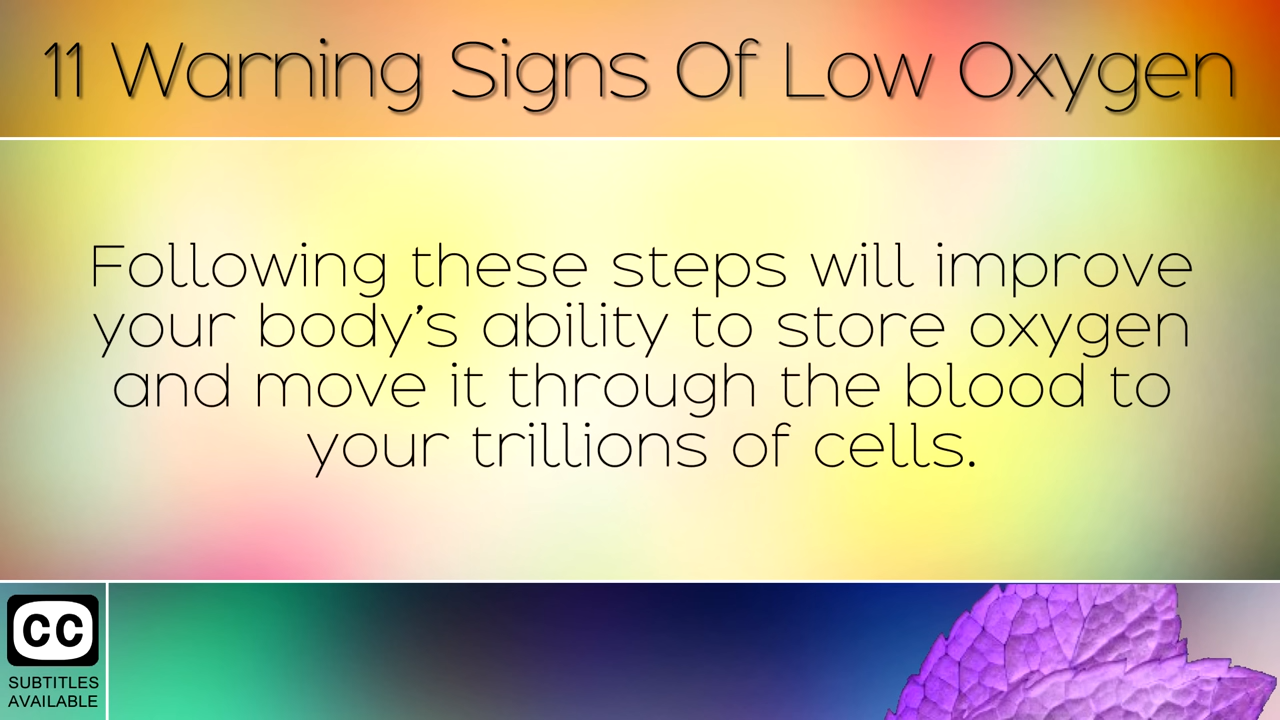 11 Warning Signs Of Low Oxygen
Following these steps will improve
your body's ability to store oxygen
and move it through the blood to
your trillions of cells.
CC
SUBTITLES
AVAILABLE